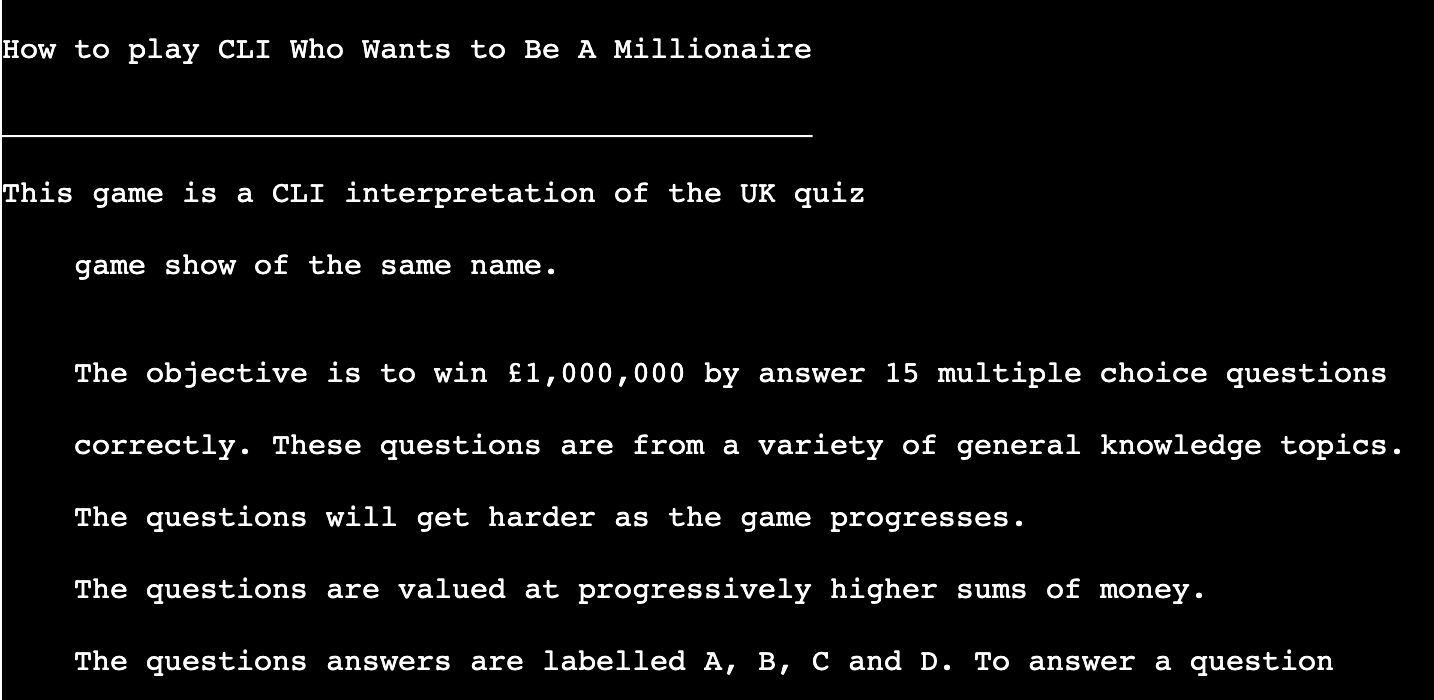 How to play CLI Who Wants to Be A Millionaire
_____________________________________________
This game is a CLI interpretation of the UK quiz
game show of the same name.
The objective is to win £1,000,000 by answer 15 multiple choice questions
correctly. These questions are from a variety of general knowledge topics.
The questions will get harder as the game progresses.
The questions are valued at progressively higher sums of money.
The questions answers are labelled A, B, C and D. To answer a question